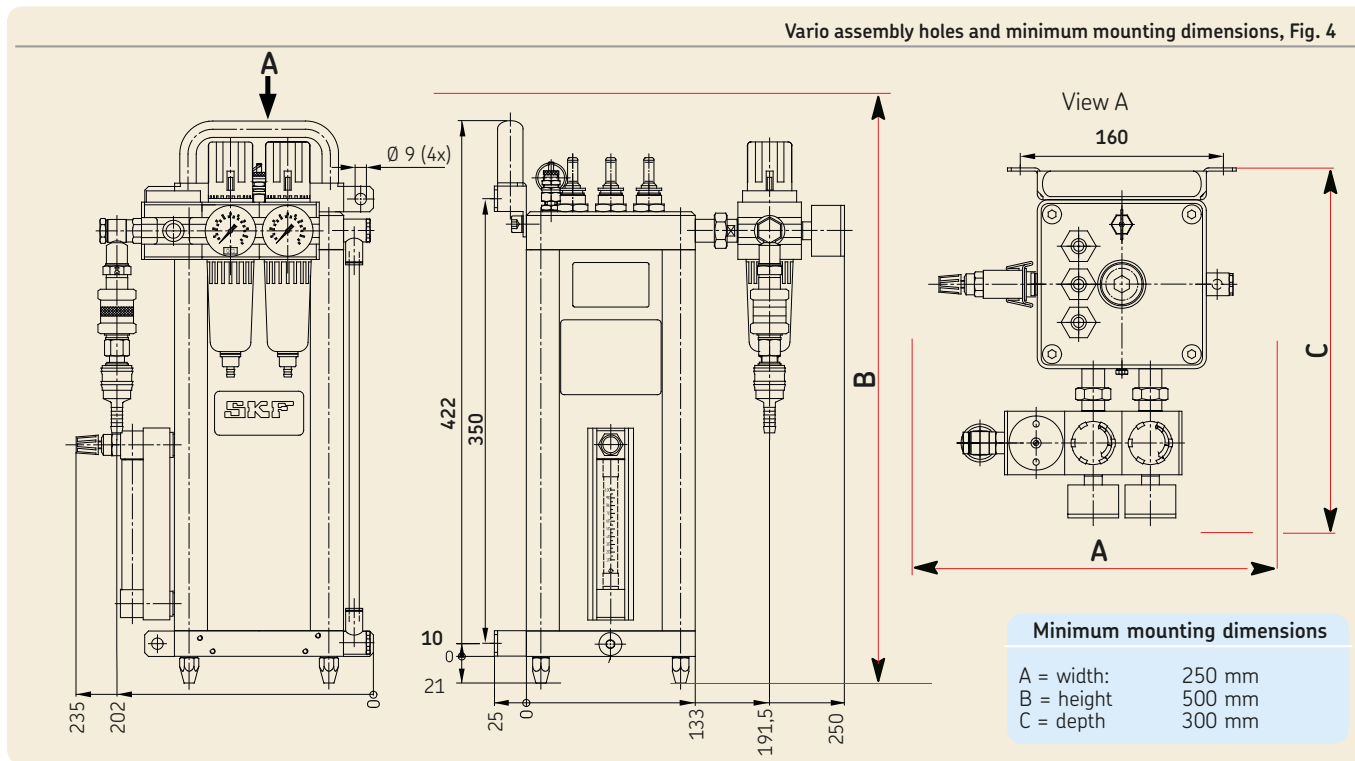 Vario assembly holes and minimum mounting dimensions, Fig. 4
A
Ø 9 (4x)
SKF
235
202
0
422
350
10
0
21
25
0
133
191,5
250
B
View A
160
C
A
Minimum mounting dimensions
A = width: 250 mm
B = height 500 mm
C = depth 300 mm